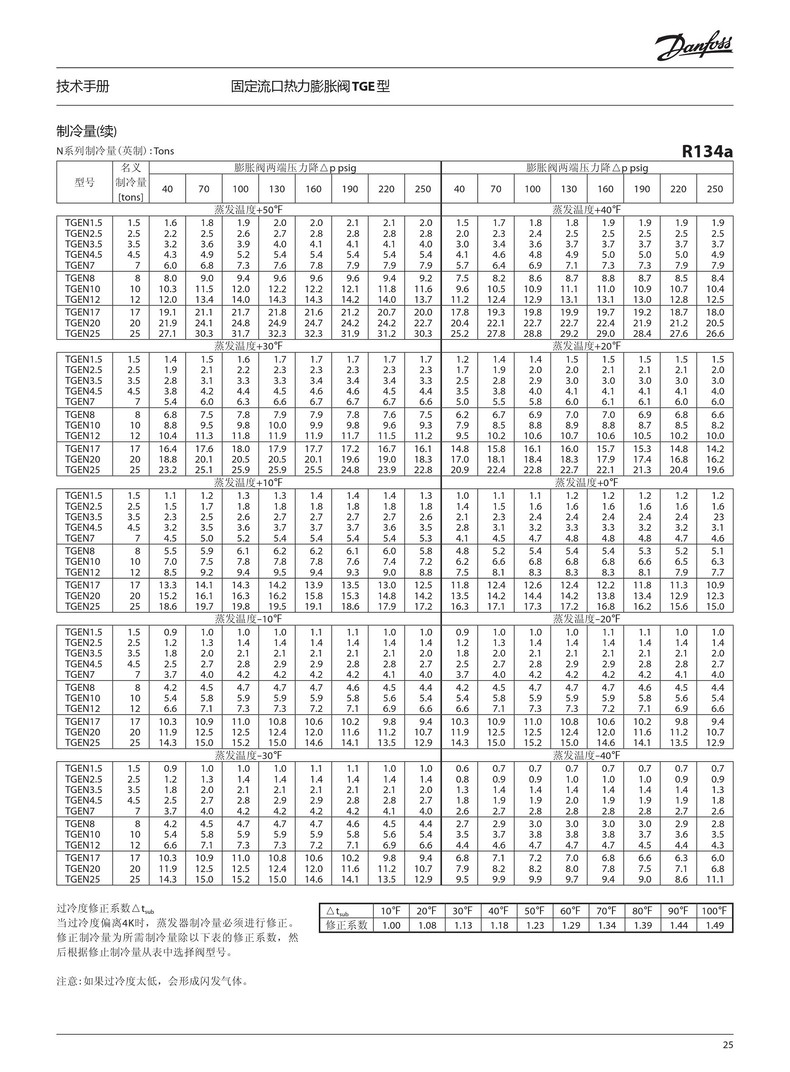 Danfoss
技术手册 固定流口热力膨胀阀TGE型
制冷量(续)
N系列制冷量(英制):Tons R134a
型号 名义制冷量[tons] 膨胀阀两端压力降△p psig 膨胀阀两端压力降△p psig
40 70 100 130 160 190 220 250 40 70 100 130 160 190 220 250
蒸发温度+50℉ 蒸发温度+40℉
TGEN1.5 1.5 1.6 1.8 1.9 2.0 2.0 2.1 2.1 2.0 1.5 1.7 1.8 1.8 1.9 1.9 1.9 1.9
TGEN2.5 2.5 2.2 2.5 2.6 2.7 2.8 2.8 2.8 2.8 2.0 2.3 2.4 2.5 2.5 2.5 2.5 2.5
TGEN3.5 3.5 3.2 3.6 3.9 4.0 4.1 4.1 4.1 4.0 3.0 3.4 3.6 3.7 3.7 3.7 3.7 3.7
TGEN4.5 4.5 4.3 4.9 5.2 5.4 5.4 5.4 5.4 5.4 4.1 4.6 4.8 4.9 5.0 5.0 5.0 4.9
TGEN7 7 6.0 6.8 7.3 7.6 7.8 7.9 7.9 7.9 5.7 6.4 6.9 7.1 7.3 7.3 7.9 7.9
TGEN8 8 8.0 9.0 9.4 9.6 9.6 9.6 9.4 9.2 7.5 8.2 8.6 8.7 8.8 8.7 8.5 8.4
TGEN10 10 10.3 11.5 12.0 12.2 12.2 12.1 11.8 11.6 9.6 10.5 10.9 11.1 11.0 10.9 10.7 10.4
TGEN12 12 12.0 13.4 14.0 14.3 14.3 14.2 14.0 13.7 11.2 12.4 12.9 13.1 13.1 13.0 12.8 12.5
TGEN17 17 19.1 21.1 21.7 21.8 21.6 21.2 20.7 20.0 17.8 19.3 19.8 19.9 19.7 19.2 18.7 18.0
TGEN20 20 21.9 24.1 24.8 24.9 24.7 24.2 24.2 22.7 20.4 22.1 22.7 22.7 22.4 21.9 21.2 20.5
TGEN25 25 27.1 30.3 31.7 32.3 32.3 31.9 31.2 30.3 25.2 27.8 28.8 29.2 29.0 28.4 27.6 26.6
蒸发温度+30℉ 蒸发温度+20℉
TGEN1.5 1.5 1.4 1.5 1.6 1.7 1.7 1.7 1.7 1.7 1.2 1.4 1.4 1.5 1.5 1.5 1.5 1.5
TGEN2.5 2.5 1.9 2.1 2.2 2.3 2.3 2.3 2.3 2.3 1.7 1.9 2.0 2.0 2.1 2.1 2.1 2.0
TGEN3.5 3.5 2.8 3.1 3.3 3.3 3.4 3.4 3.4 3.3 2.5 2.8 2.9 3.0 3.0 3.0 3.0 3.0
TGEN4.5 4.5 3.8 4.2 4.4 4.5 4.6 4.6 4.5 4.4 3.5 3.8 4.0 4.1 4.1 4.1 4.1 4.0
TGEN7 7 5.4 6.0 6.3 6.6 6.7 6.7 6.7 6.6 5.0 5.5 5.8 6.0 6.1 6.1 6.0 6.0
TGEN8 8 6.8 7.5 7.8 7.9 7.9 7.8 7.6 7.5 6.2 6.7 6.9 7.0 7.0 6.9 6.8 6.6
TGEN10 10 8.8 9.5 9.8 10.0 9.9 9.8 9.6 9.3 7.9 8.5 8.8 8.9 8.8 8.7 8.5 8.2
TGEN12 12 10.4 11.3 11.8 11.9 11.9 11.7 11.5 11.2 9.5 10.2 10.6 10.7 10.6 10.5 10.2 10.0
TGEN17 17 16.4 17.6 18.0 17.9 17.7 17.2 16.7 16.1 14.8 15.8 16.1 16.0 15.7 15.3 14.8 14.2
TGEN20 20 18.8 20.1 20.5 20.5 20.1 19.6 19.0 18.3 17.0 18.1 18.4 18.3 17.9 17.4 16.8 16.2
TGEN25 25 23.2 25.1 25.9 25.9 25.5 24.8 23.9 22.8 20.9 22.4 22.8 22.7 22.1 21.3 20.4 19.6
蒸发温度+10℉ 蒸发温度+0℉
TGEN1.5 1.5 1.1 1.2 1.3 1.3 1.4 1.4 1.4 1.3 1.0 1.1 1.1 1.2 1.2 1.2 1.2 1.2
TGEN2.5 2.5 1.5 1.7 1.8 1.8 1.8 1.8 1.8 1.8 1.4 1.5 1.6 1.6 1.6 1.6 1.6 1.6
TGEN3.5 3.5 2.3 2.5 2.6 2.7 2.7 2.7 2.7 2.6 2.1 2.3 2.4 2.4 2.4 2.4 2.4 23
TGEN4.5 4.5 3.2 3.5 3.6 3.7 3.7 3.7 3.6 3.5 2.8 3.1 3.2 3.3 3.3 3.2 3.2 3.1
TGEN7 7 4.5 5.0 5.2 5.4 5.4 5.4 5.4 5.3 4.1 4.5 4.7 4.8 4.8 4.8 4.7 4.6
TGEN8 8 5.5 5.9 6.1 6.2 6.2 6.1 6.0 5.8 4.8 5.2 5.4 5.4 5.4 5.3 5.2 5.1
TGEN10 10 7.0 7.5 7.8 7.8 7.8 7.6 7.4 7.2 6.2 6.6 6.8 6.8 6.8 6.6 6.5 6.3
TGEN12 12 8.5 9.2 9.4 9.5 9.4 9.3 9.0 8.8 7.5 8.1 8.3 8.3 8.3 8.1 7.9 7.7
TGEN17 17 13.3 14.1 14.3 14.2 13.9 13.5 13.0 12.5 11.8 12.4 12.6 12.4 12.2 11.8 11.3 10.9
TGEN20 20 15.2 16.1 16.3 16.2 15.8 15.3 14.8 14.2 13.5 14.2 14.4 14.2 13.8 13.4 12.9 12.3
TGEN25 25 18.6 19.7 19.8 19.5 19.1 18.6 17.9 17.2 16.3 17.1 17.3 17.2 16.8 16.2 15.6 15.0
蒸发温度-10℉ 蒸发温度-20℉
TGEN1.5 1.5 0.9 1.0 1.0 1.0 1.1 1.1 1.0 1.0 0.9 1.0 1.0 1.0 1.1 1.1 1.0 1.0
TGEN2.5 2.5 1.2 1.3 1.4 1.4 1.4 1.4 1.4 1.4 1.2 1.3 1.4 1.4 1.4 1.4 1.4 1.4
TGEN3.5 3.5 1.8 2.0 2.1 2.1 2.1 2.1 2.1 2.0 1.8 2.0 2.1 2.1 2.1 2.1 2.1 2.0
TGEN4.5 4.5 2.5 2.7 2.8 2.9 2.9 2.8 2.8 2.7 2.5 2.7 2.8 2.9 2.9 2.8 2.8 2.7
TGEN7 7 3.7 4.0 4.2 4.2 4.2 4.2 4.1 4.0 3.7 4.0 4.2 4.2 4.2 4.2 4.1 4.0
TGEN8 8 4.2 4.5 4.7 4.7 4.7 4.6 4.5 4.4 4.2 4.5 4.7 4.7 4.7 4.6 4.5 4.4
TGEN10 10 5.4 5.8 5.9 5.9 5.9 5.8 5.6 5.4 5.4 5.8 5.9 5.9 5.9 5.8 5.6 5.4
TGEN12 12 6.6 7.1 7.3 7.3 7.2 7.1 6.9 6.6 6.6 7.1 7.3 7.3 7.2 7.1 6.9 6.6
TGEN17 17 10.3 10.9 11.0 10.8 10.6 10.2 9.8 9.4 10.3 10.9 11.0 10.8 10.6 10.2 9.8 9.4
TGEN20 20 11.9 12.5 12.5 12.4 12.0 11.6 11.2 10.7 11.9 12.5 12.5 12.4 12.0 11.6 11.2 10.7
TGEN25 25 14.3 15.0 15.2 15.0 14.6 14.1 13.5 12.9 14.3 15.0 15.2 15.0 14.6 14.1 13.5 12.9
蒸发温度-30℉ 蒸发温度-40℉
TGEN1.5 1.5 0.9 1.0 1.0 1.0 1.1 1.1 1.0 1.0 0.6 0.7 0.7 0.7 0.7 0.7 0.7 0.7
TGEN2.5 2.5 1.2 1.3 1.4 1.4 1.4 1.4 1.4 1.4 0.8 0.9 0.9 1.0 1.0 1.0 0.9 0.9
TGEN3.5 3.5 1.8 2.0 2.1 2.1 2.1 2.1 2.1 2.0 1.3 1.4 1.4 1.4 1.4 1.4 1.4 1.3
TGEN4.5 4.5 2.5 2.7 2.8 2.9 2.9 2.8 2.8 2.7 1.8 1.9 1.9 2.0 1.9 1.9 1.9 1.8
TGEN7 7 3.7 4.0 4.2 4.2 4.2 4.2 4.1 4.0 2.6 2.7 2.8 2.8 2.8 2.8 2.7 2.6
TGEN8 8 4.2 4.5 4.7 4.7 4.7 4.6 4.5 4.4 2.7 2.9 3.0 3.0 3.0 3.0 2.9 2.8
TGEN10 10 5.4 5.8 5.9 5.9 5.9 5.8 5.6 5.4 3.5 3.7 3.8 3.8 3.8 3.7 3.6 3.5
TGEN12 12 6.6 7.1 7.3 7.3 7.2 7.1 6.9 6.6 4.4 4.6 4.7 4.7 4.7 4.5 4.4 4.3
TGEN17 17 10.3 10.9 11.0 10.8 10.6 10.2 9.8 9.4 6.8 7.1 7.2 7.0 6.8 6.6 6.3 6.0
TGEN20 20 11.9 12.5 12.5 12.4 12.0 11.6 11.2 10.7 7.9 8.2 8.2 8.0 7.8 7.5 7.1 6.8
TGEN25 25 14.3 15.0 15.2 15.0 14.6 14.1 13.5 12.9 9.5 9.9 9.9 9.7 9.4 9.0 8.6 11.1
过冷度修正系数△tsub
当过冷度偏离4K时，蒸发器制冷量必须进行修正。
修正制冷量为所需制冷量除以下表的修正系数，然
后根据修止制冷量从表中选择阀型号。
△tsub 10℉ 20℉ 30℉ 40℉ 50℉ 60℉ 70℉ 80℉ 90℉ 100℉
修正系数 1.00 1.08 1.13 1.18 1.23 1.29 1.34 1.39 1.44 1.49
注意:如果过冷度太低，会形成闪发气体。
25